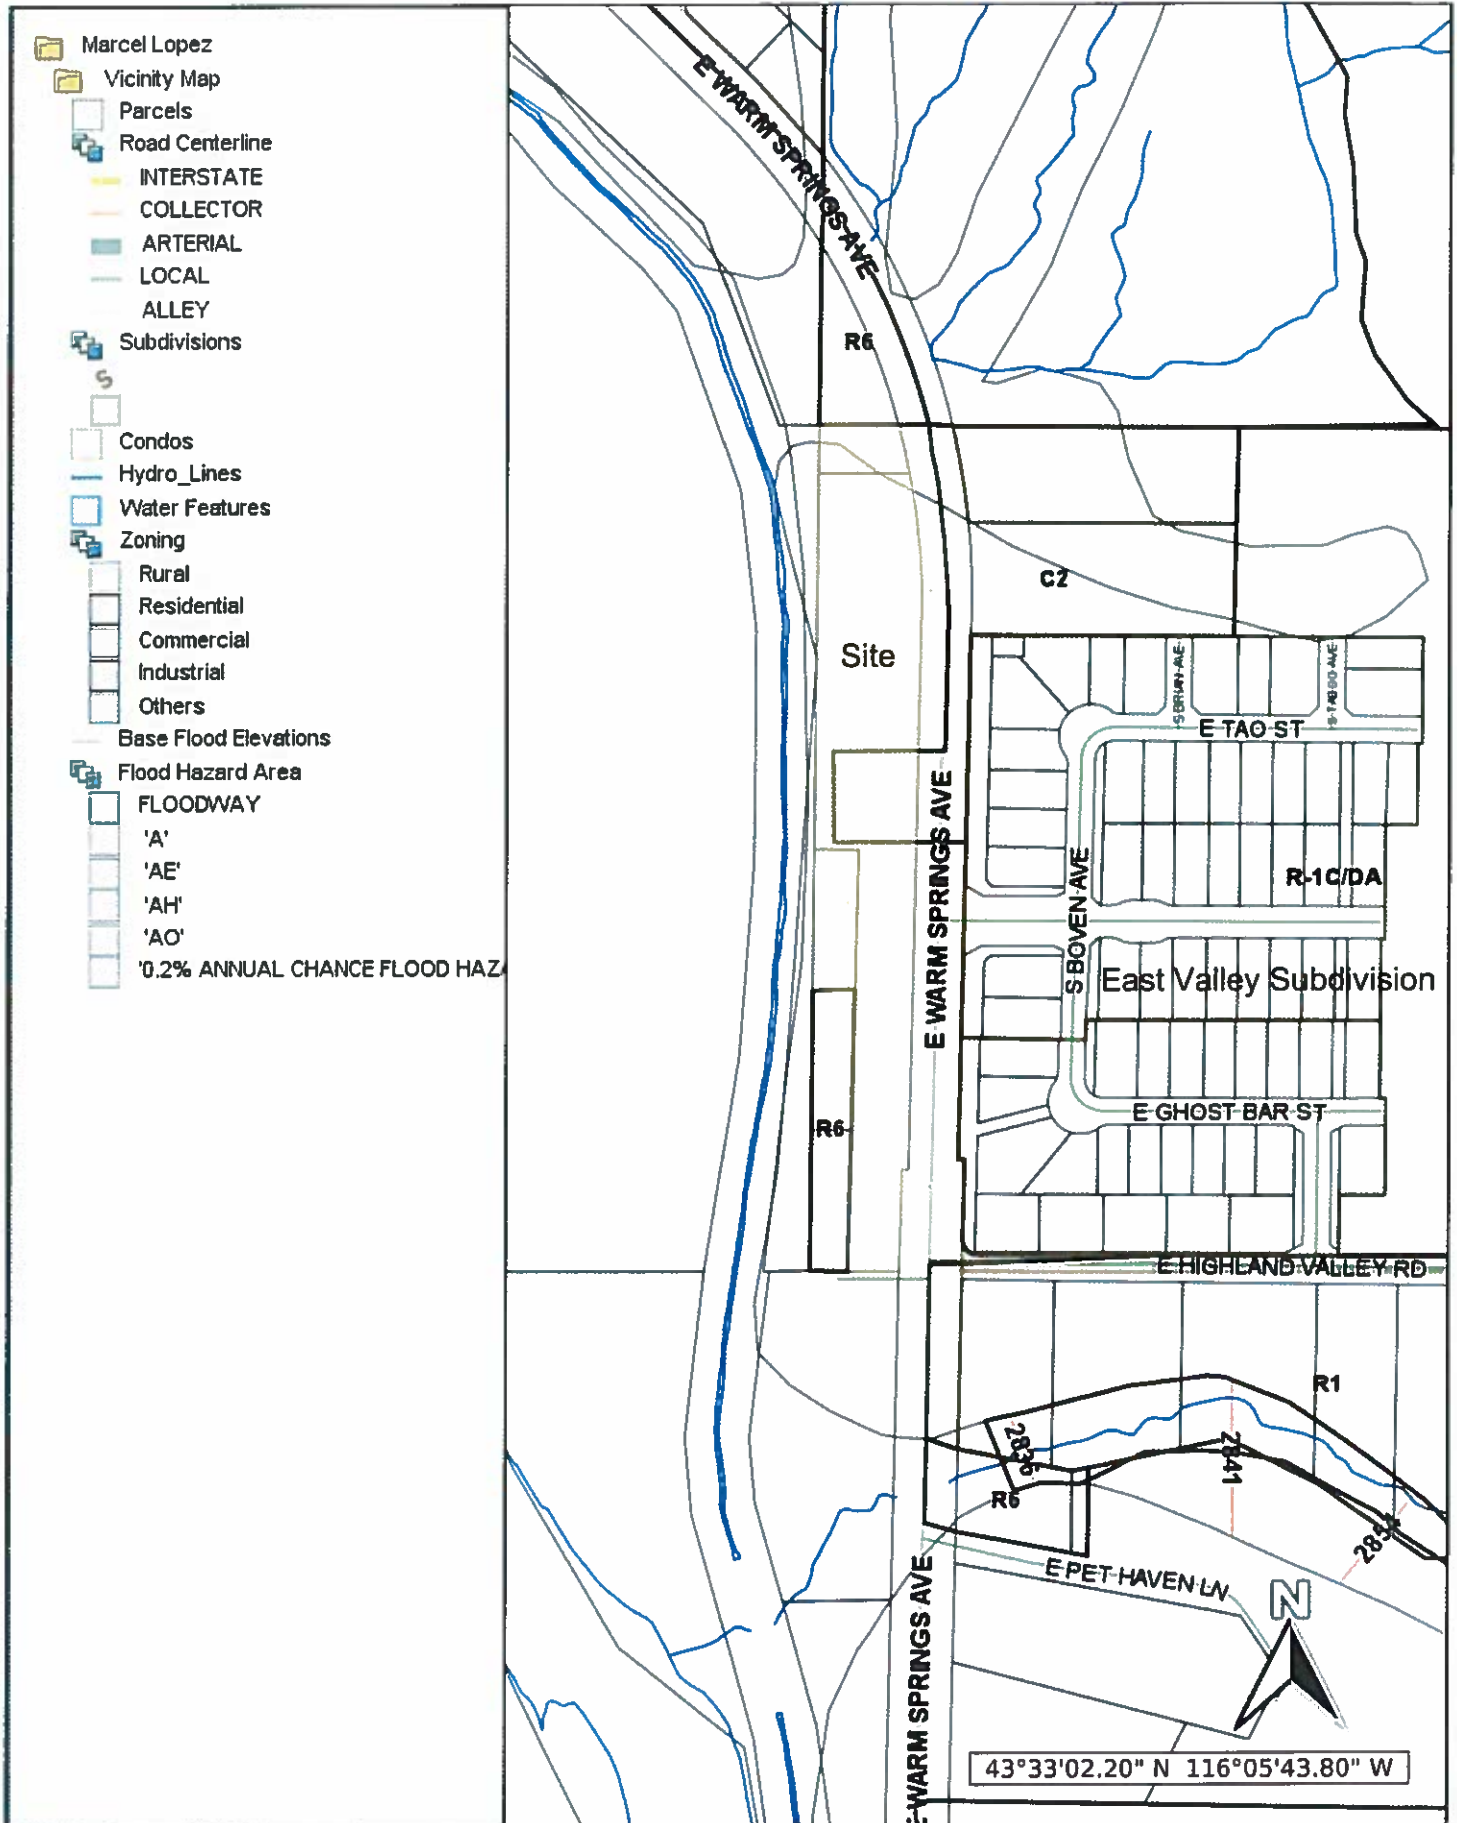 Marcel Lopez
Vicinity Map
Parcels
Road Centerline
INTERSTATE
COLLECTOR
ARTERIAL
LOCAL
ALLEY
Subdivisions
S
Condos
Hydro_Lines
Water Features
Zoning
Rural
Residential
Commercial
Industrial
Others
Base Flood Elevations
Flood Hazard Area
FLOODWAY
'A'
'AE'
'AH'
'AO'
'0.2% ANNUAL CHANCE FLOOD HAZA
E WARM SPRINGS AVE
R6
C2
Site
S BRIAN AVE
E TAO ST
E WARM SPRINGS AVE
S BOVEN AVE
R-1C/DA
East Valley Subdivision
R6
E GHOST BAR ST
E HIGHLAND VALLEY RD
R1
2836
2841
2854
R6
E PET HAVEN LN
E WARM SPRINGS AVE
N
43°33'02.20" N 116°05'43.80" W